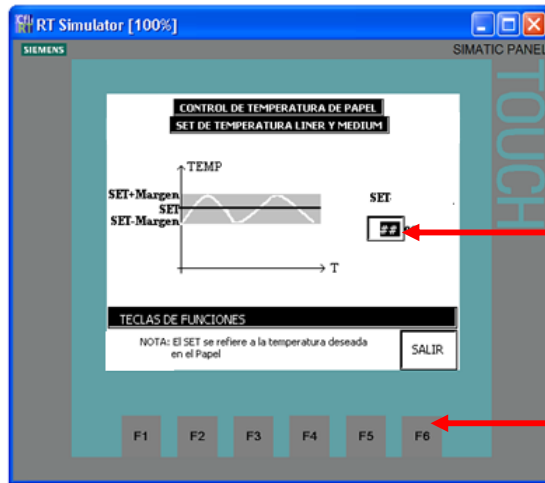 RT Simulator [100%]
SIEMENS
SIMATIC PANEL
TOUCH
CONTROL DE TEMPERATURA DE PAPEL
SET DE TEMPERATURA LINER Y MEDIUM
TEMP
SET+Margen
SET
SET-Margen
T
SET
##
TECLAS DE FUNCIONES
NOTA: El SET se refiere a la temperatura deseada
en el Papel
SALIR
F1 F2 F3 F4 F5 F6